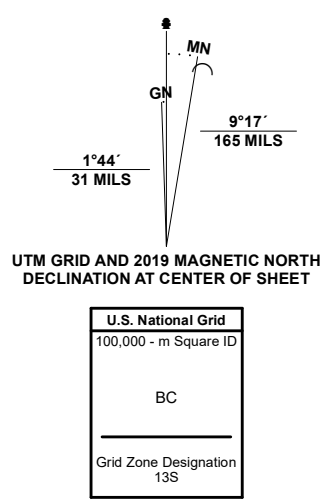 MN
GN
9°17´
165 MILS
1°44´
31 MILS
UTM GRID AND 2019 MAGNETIC NORTH
DECLINATION AT CENTER OF SHEET
U.S. National Grid
100,000 - m Square ID
BC
Grid Zone Designation
13S